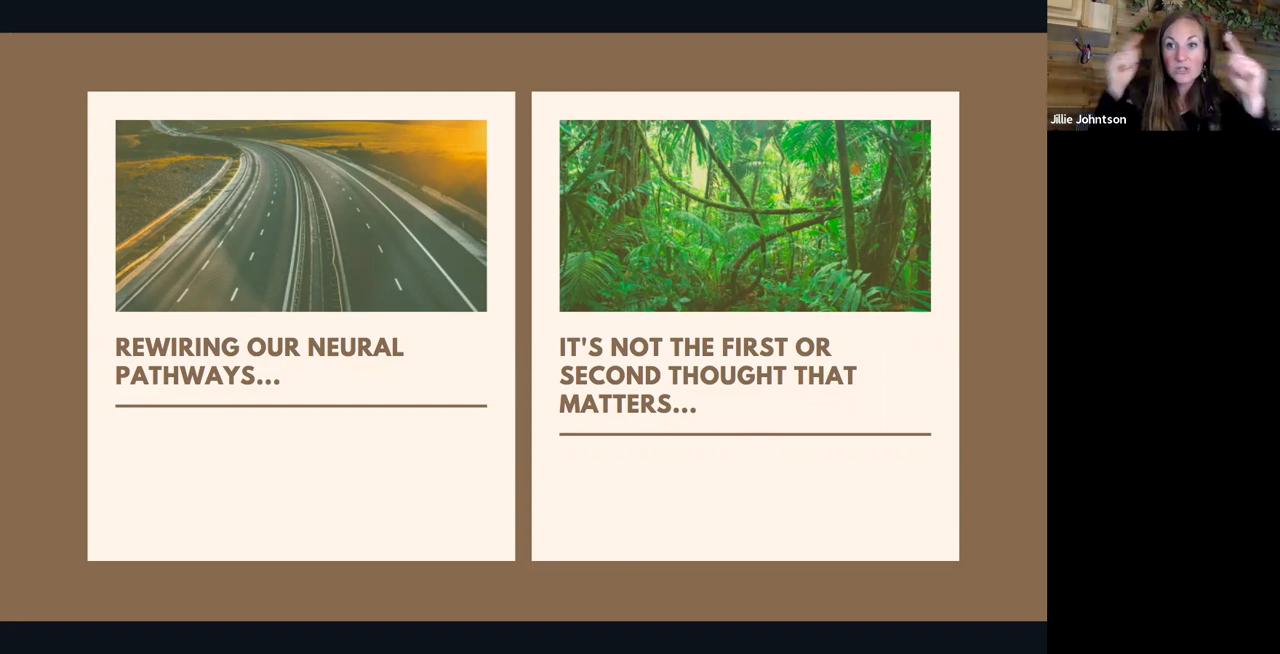 Jillie Johntson
REWIRING OUR NEURAL
PATHWAYS...
IT'S NOT THE FIRST OR
SECOND THOUGHT THAT
MATTERS...